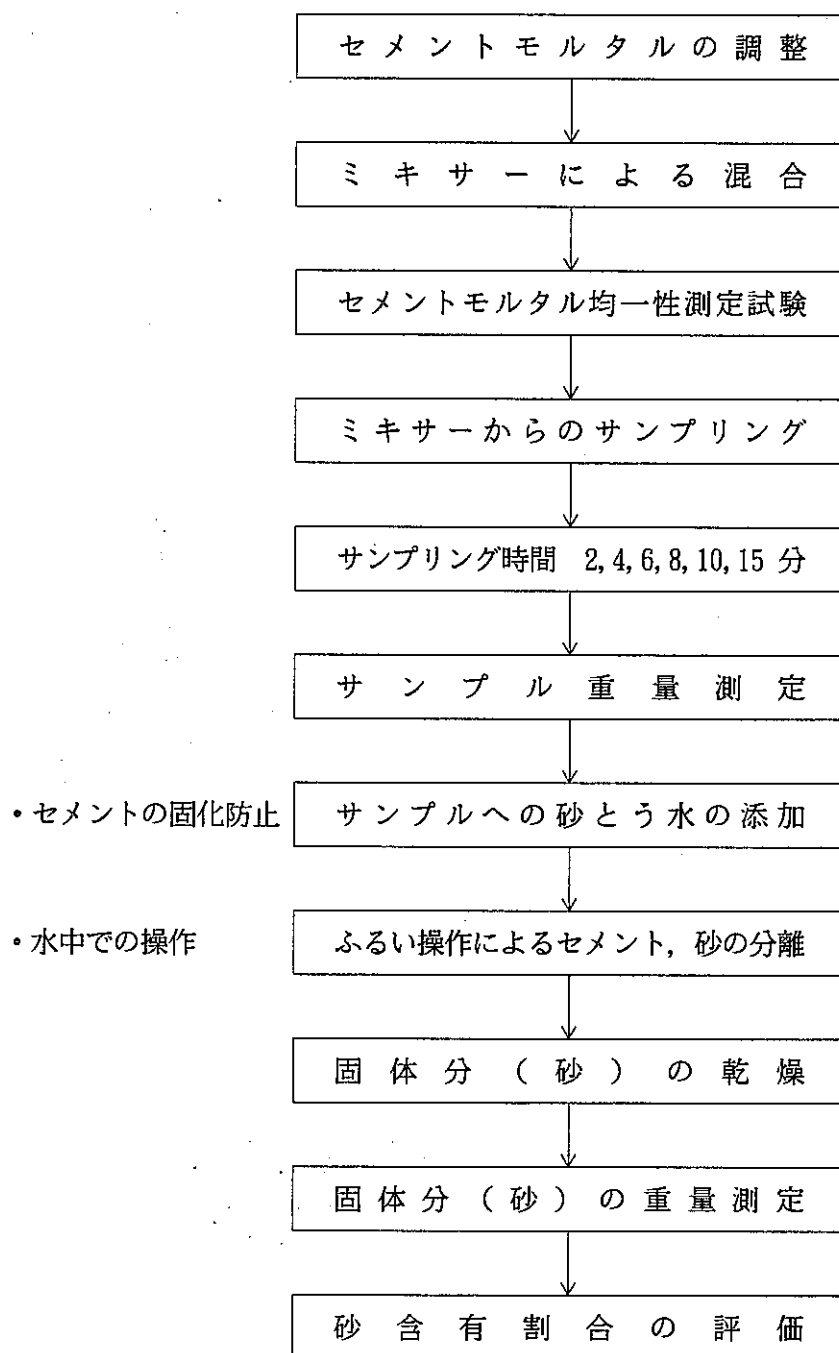 セメントモルタルの調整
ミキサーによる混合
セメントモルタル均一性測定試験
ミキサーからのサンプリング
サンプリング時間 2, 4, 6, 8, 10, 15 分
サンプル重量測定
・セメントの固化防止 サンプルへの砂とう水の添加
・水中での操作 ふるい操作によるセメント, 砂の分離
固体分(砂)の乾燥
固体分(砂)の重量測定
砂含有割合の評価